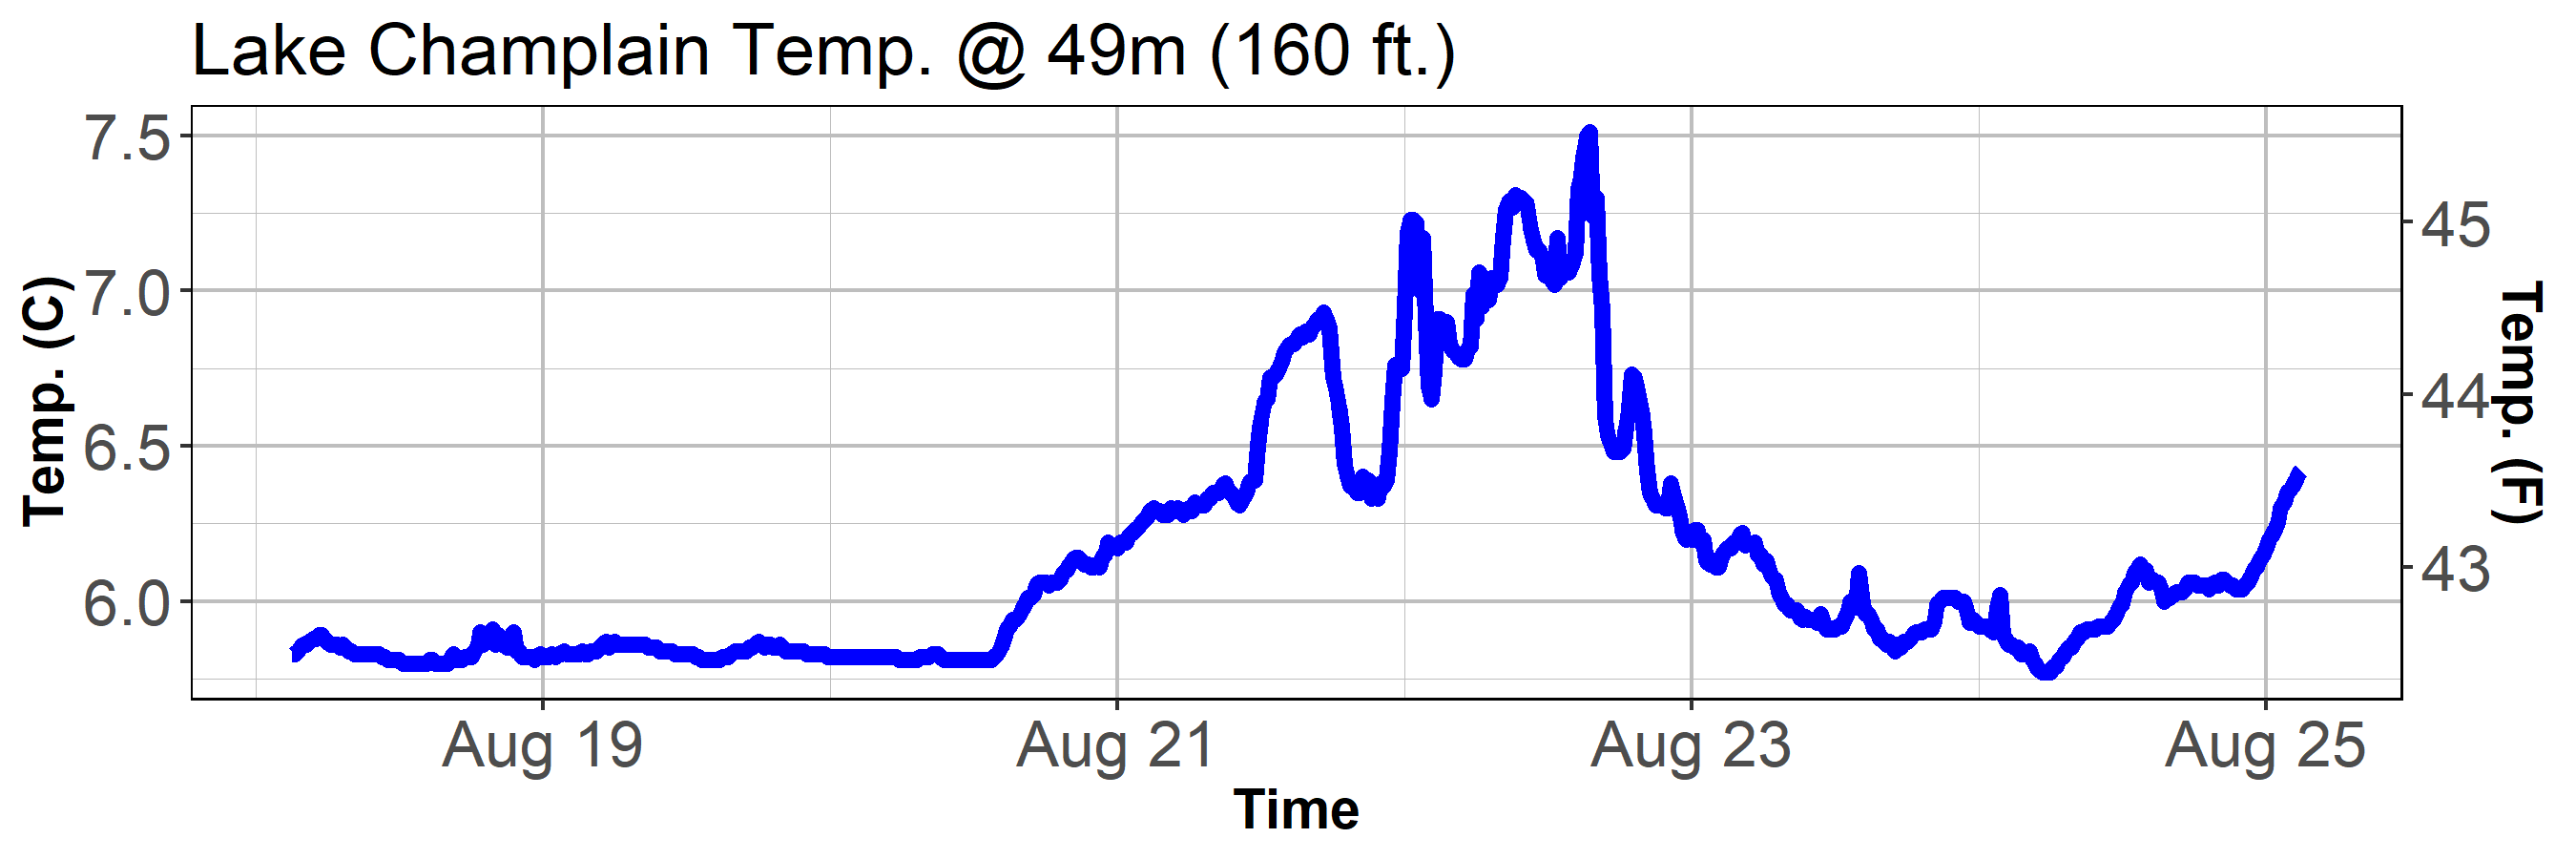 Lake Champlain Temp. @ 49m (160 ft.)
Temp. (C)
7.5
7.0
6.5
6.0
45
44
43
Temp. (F)
Aug 19 Aug 21 Aug 23 Aug 25
Time